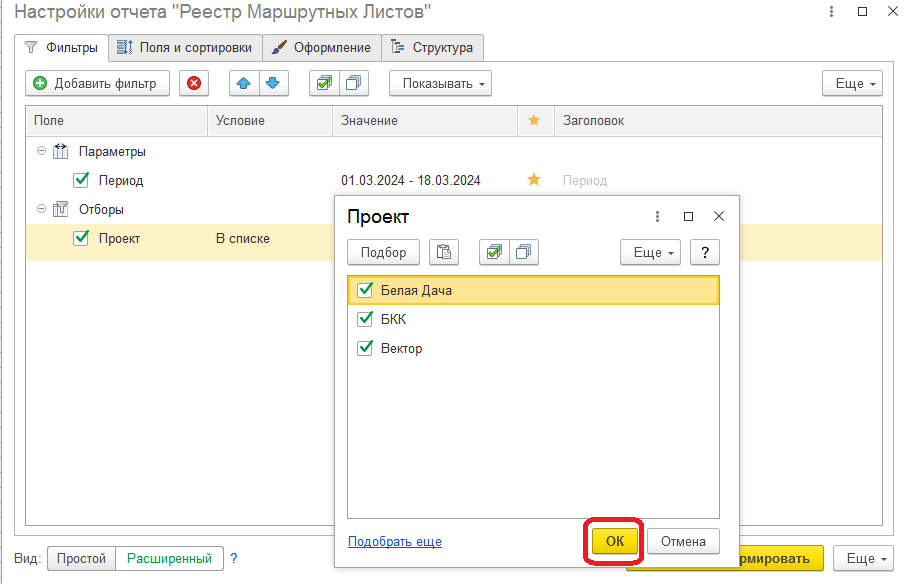 Настройки отчета "Реестр Маршрутных Листов"
Фильтры Поля и сортировки Оформление Структура
Добавить фильтр Показывать Еще
Поле Условие Значение Заголовок
Параметры
Период 01.03.2024 - 18.03.2024 Период
Отборы
Проект В списке
Проект
Подбор Еще ?
Белая Дача
БКК
Вектор
Подобрать еще ОК Отмена
Вид: Простой Расширенный ? рмировать Еще